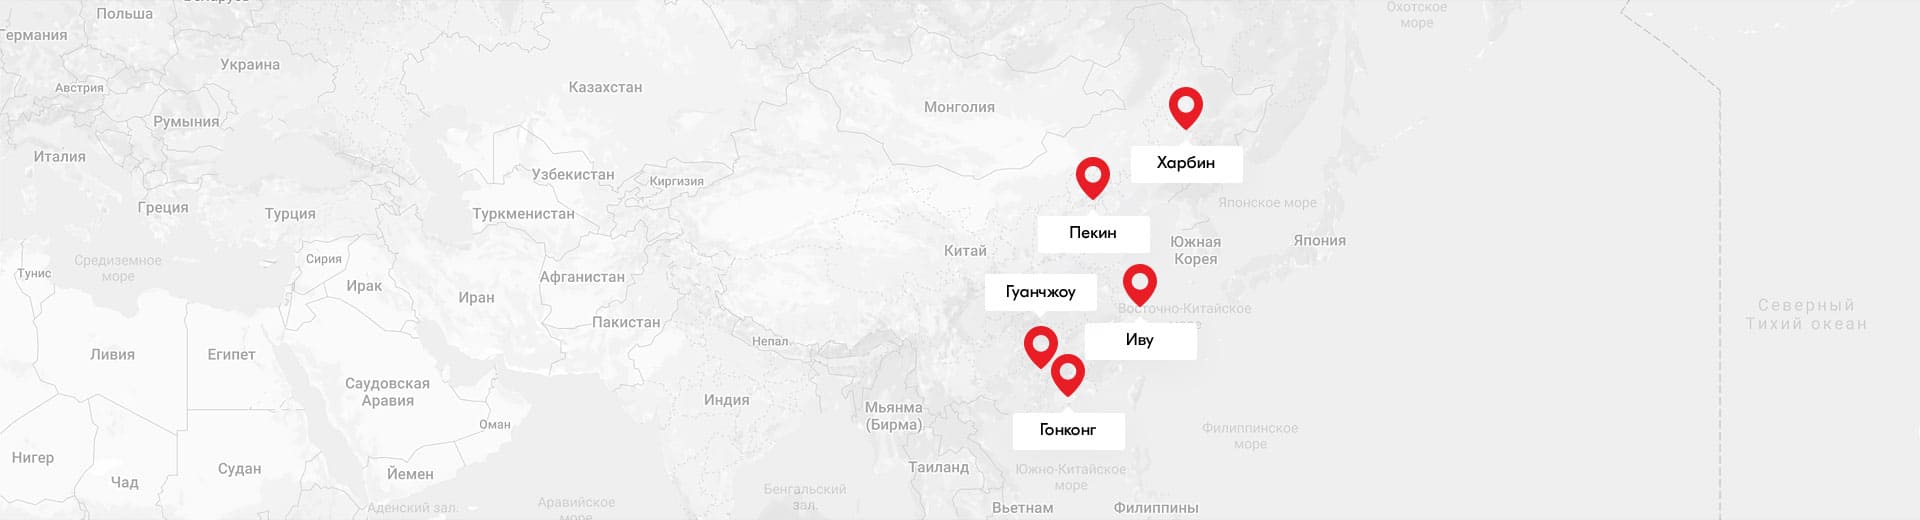 Польша
Беларусь
Охотское
море
Германия
Украина
Австрия
Казахстан
Монголия
Румыния
Италия
Харбин
Узбекистан
Киргизия
Греция
Турция
Туркменистан
Японское море
Пекин
Южная
Корея
Япония
Китай
Средиземное
море
Сирия
Тунис
Ирак
Афганистан
Иран
Гуанчжоу
Восточно-Китайское
море
Северный
Тихий океан
Пакистан
Непал
Иву
Ливия
Египет
Саудовская
Аравия
Индия
Мьянма
(Бирма)
Оман
Гонконг
Филиппинское
море
Нигер
Чад
Судан
Йемен
Таиланд
Южно-Китайское
море
Бенгальский
зал.
Аденский зал.
Аравийское
море
Вьетнам
Филиппины